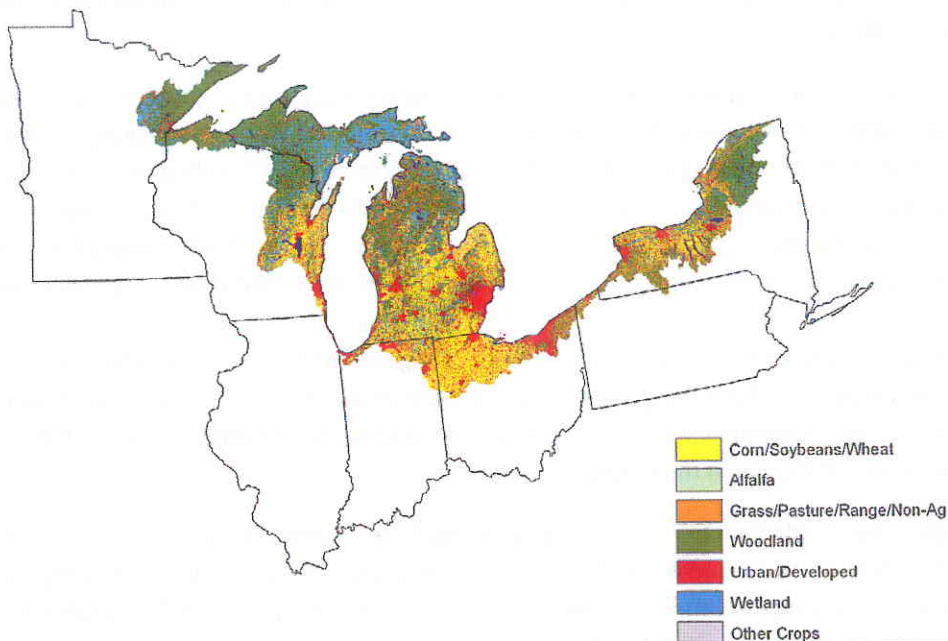 Corn/Soybeans/Wheat
Alfalfa
Grass/Pasture/Range/Non-Ag
Woodland
Urban/Developed
Wetland
Other Crops